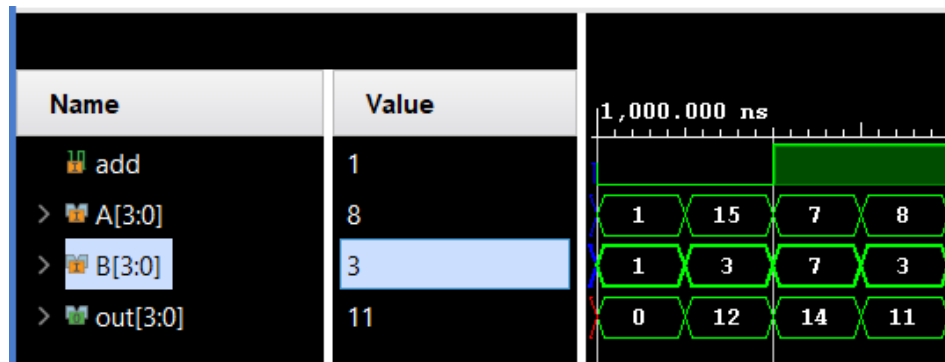 Name Value
1,000.000 ns
add 1
A[3:0] 8 1 15 7 8
B[3:0] 3 1 3 7 3
out[3:0] 11 0 12 14 11